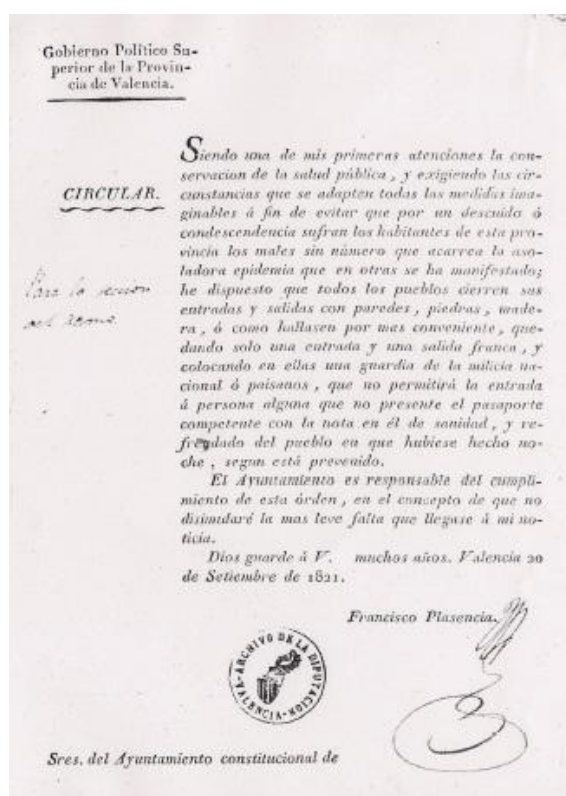 Gobierno Político Su-
perior de la Provin-
cia de Valencia.
CIRCULAR.
Siendo una de mis primeras atenciones la con-
servacion de la salud pública, y exigiendo las cir-
cunstancias que se adapten todas las medidas ima-
ginables á fin de evitar que por un descuido ó
condescendencia sufran los habitantes de esta pro-
vincia los males sin número que acarrea la aso-
ladora epidemia que en otras se ha manifestado;
he dispuesto que todos los pueblos cierren sus
entradas y salidas con paredes, piedras, made-
ra, ó como hallasen por mas conveniente, que-
dando solo una entrada y una salida franca, y
colocando en ellas una guardia de la milicia na-
cional ó paisanos, que no permitirá la entrada
á persona alguna que no presente el pasaporte
competente con la nota en él de sanidad, y re-
frendado del pueblo en que hubiese hecho no-
che, segun está prevenido.
El Ayuntamiento es responsable del cumpli-
miento de esta órden, en el concepto de que no
disimularé la mas leve falta que llegase á mi no-
ticia.
Dios guarde á V. muchos años. Valencia 20
de Setiembre de 1821.
Para la
Francisco Plasencia.
ARCHIVO DE LA DIPUTACION
VALENCIA
Sres. del Ayuntamiento constitucional de